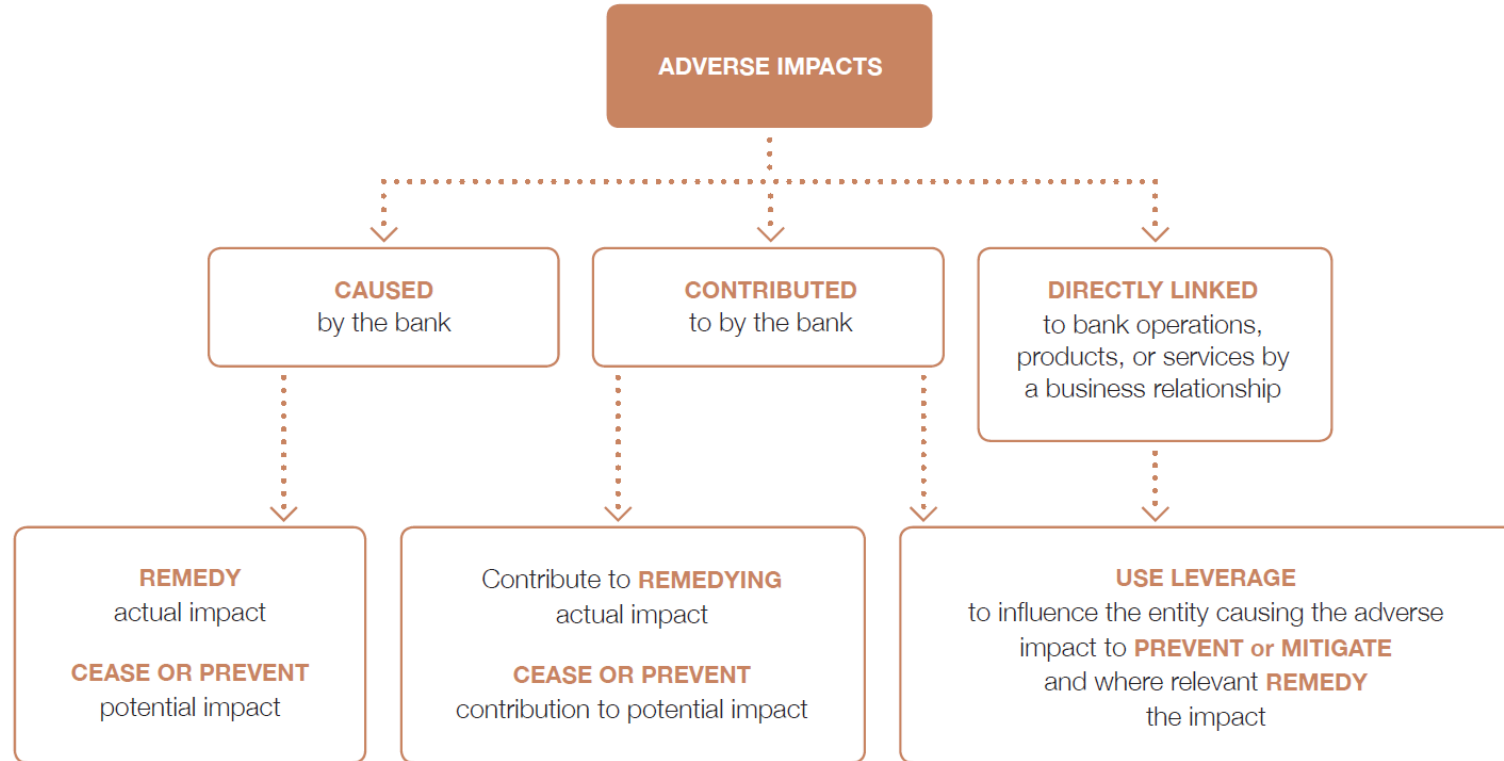 ADVERSE IMPACTS
CAUSED
by the bank
CONTRIBUTED
to by the bank
DIRECTLY LINKED
to bank operations,
products, or services by
a business relationship
REMEDY
actual impact
CEASE OR PREVENT
potential impact
Contribute to REMEDYING
actual impact
CEASE OR PREVENT
contribution to potential impact
USE LEVERAGE
to influence the entity causing the adverse
impact to PREVENT or MITIGATE
and where relevant REMEDY
the impact